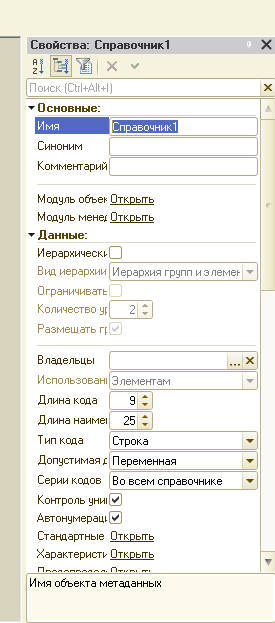 Свойства: Справочник1
Поиск (Ctrl+Alt+I)
Основные:
Имя Справочник1
Синоним
Комментарий
Модуль объек Открыть
Модуль менед Открыть
Данные:
Иерархически
Вид иерархии Иерархия групп и элемен
Ограничивать
Количество ур 2
Размещать гр
Владельцы ...
Использовани Элементам
Длина кода 9
Длина наимен 25
Тип кода Строка
Допустимая д Переменная
Серии кодов Во всем справочнике
Контроль уни
Автонумераци
Стандартные Открыть
Характеристи Открыть
Предопределе Открыть
Имя объекта метаданных